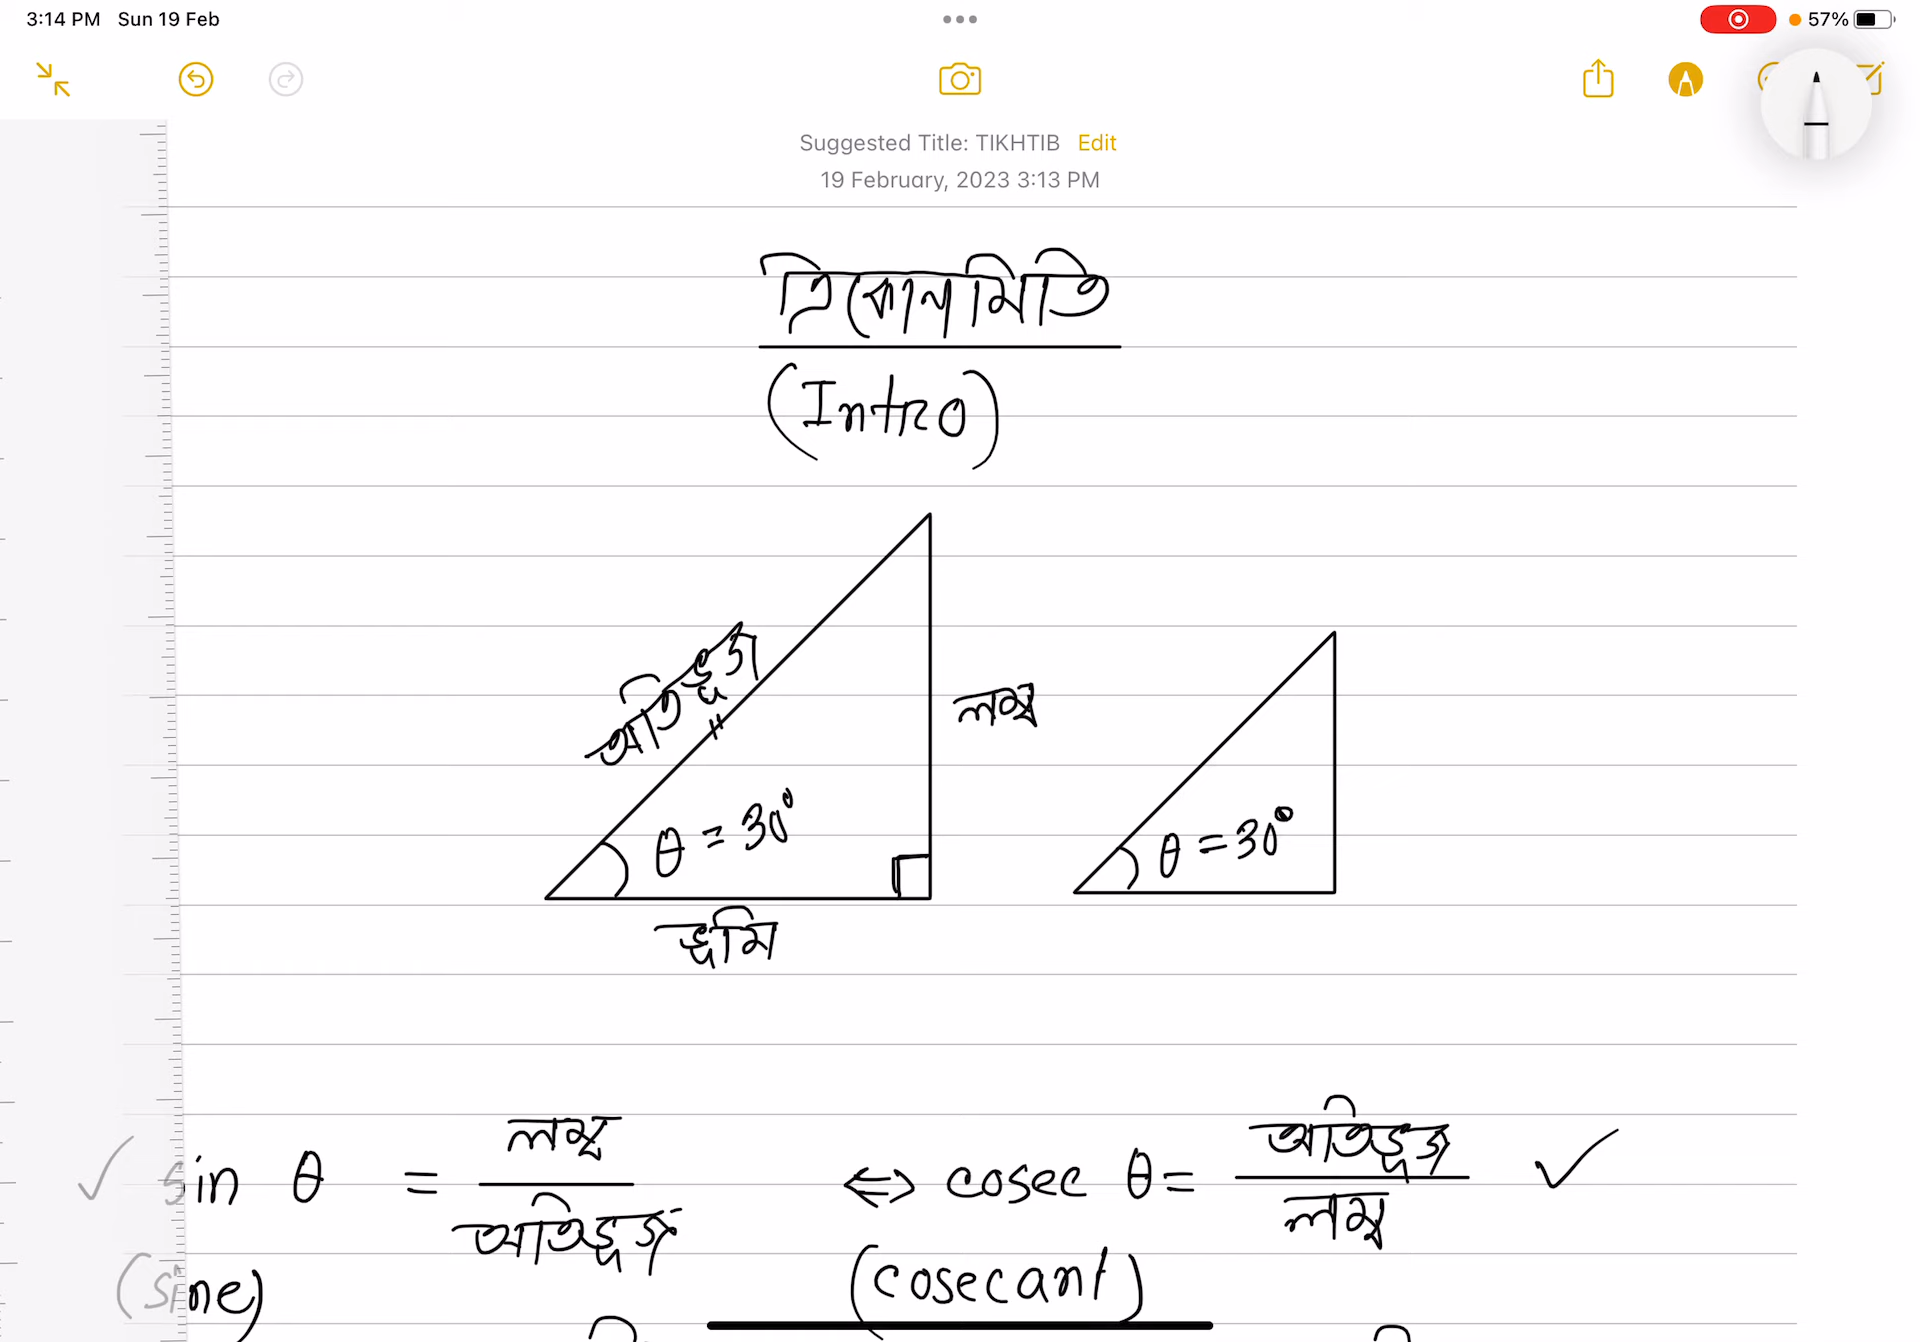 3:14 PM Sun 19 Feb
57%
Suggested Title: TIKHTIB Edit
19 February, 2023 3:13 PM
ত্রিকোণমিতি
(Intro)
অতিভূজ
লম্ব
θ = 30°
θ = 30°
ভূমি
sin θ = লম্ব / অতিভূজ ⇔ cosec θ = অতিভূজ / লম্ব
(sine) (cosecant)